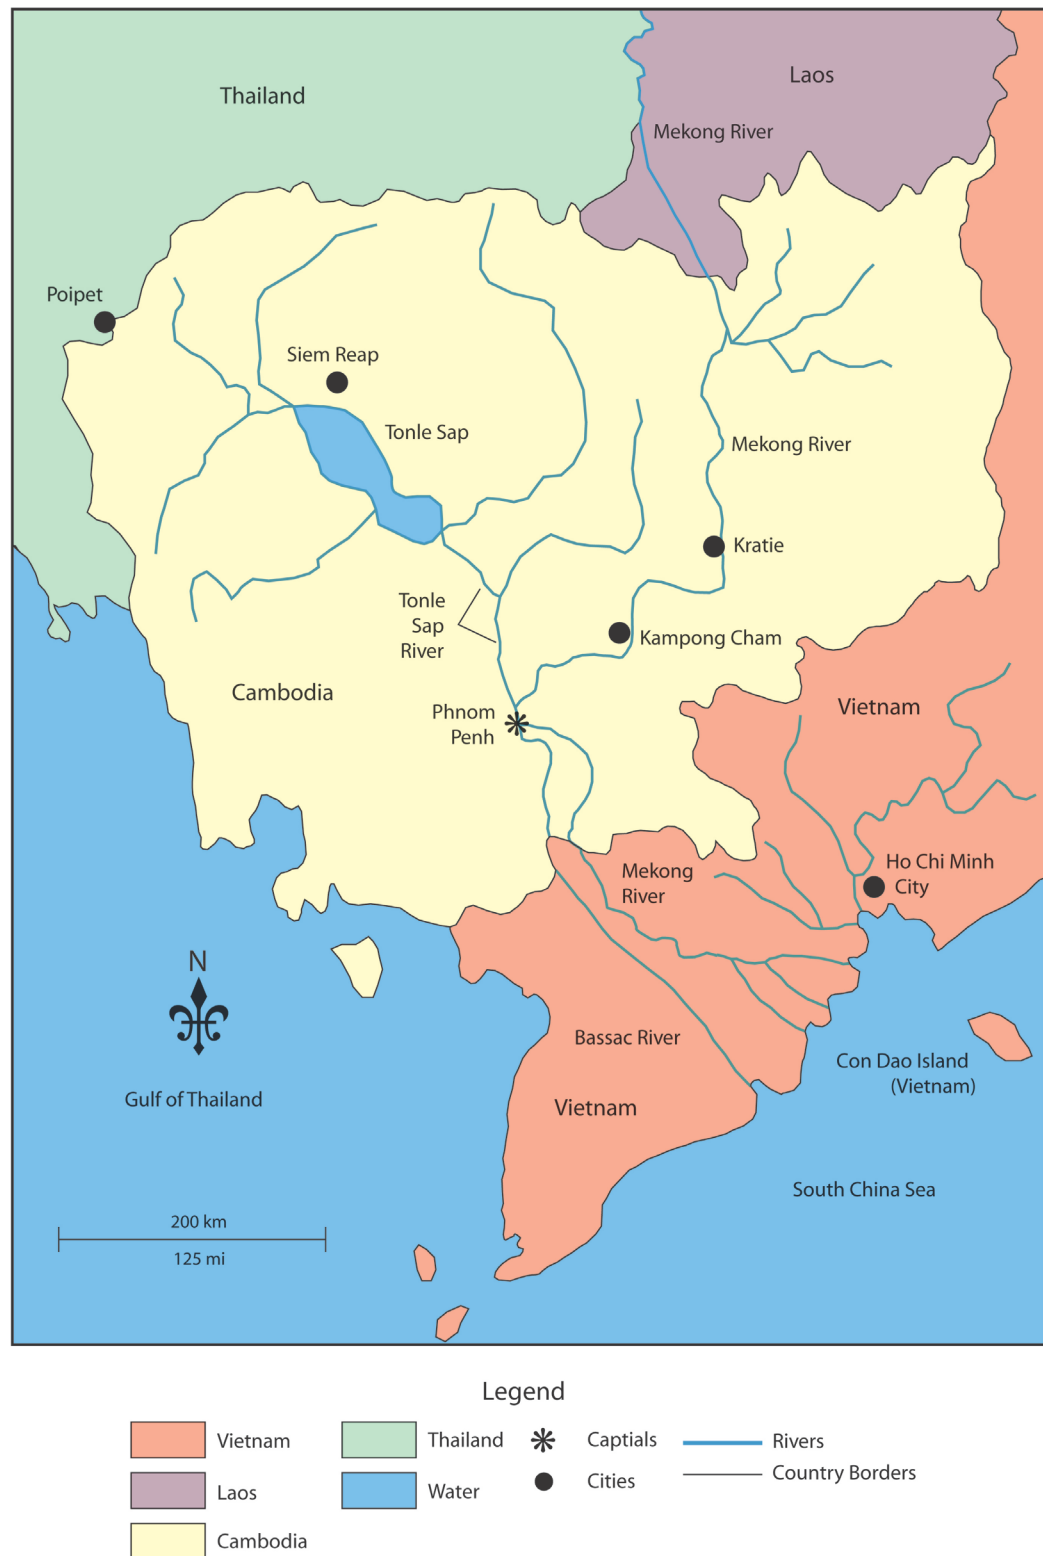 Thailand
Laos
Mekong River
Poipet
Siem Reap
Tonle Sap
Mekong River
Kratie
Tonle
Sap
River
Kampong Cham
Cambodia
Phnom
Penh
Vietnam
Mekong
River
Ho Chi Minh
City
N
Bassac River
Con Dao Island
(Vietnam)
Gulf of Thailand
Vietnam
South China Sea
200 km
125 mi
Legend
Vietnam
Thailand
Captials
Rivers
Laos
Water
Cities
Country Borders
Cambodia